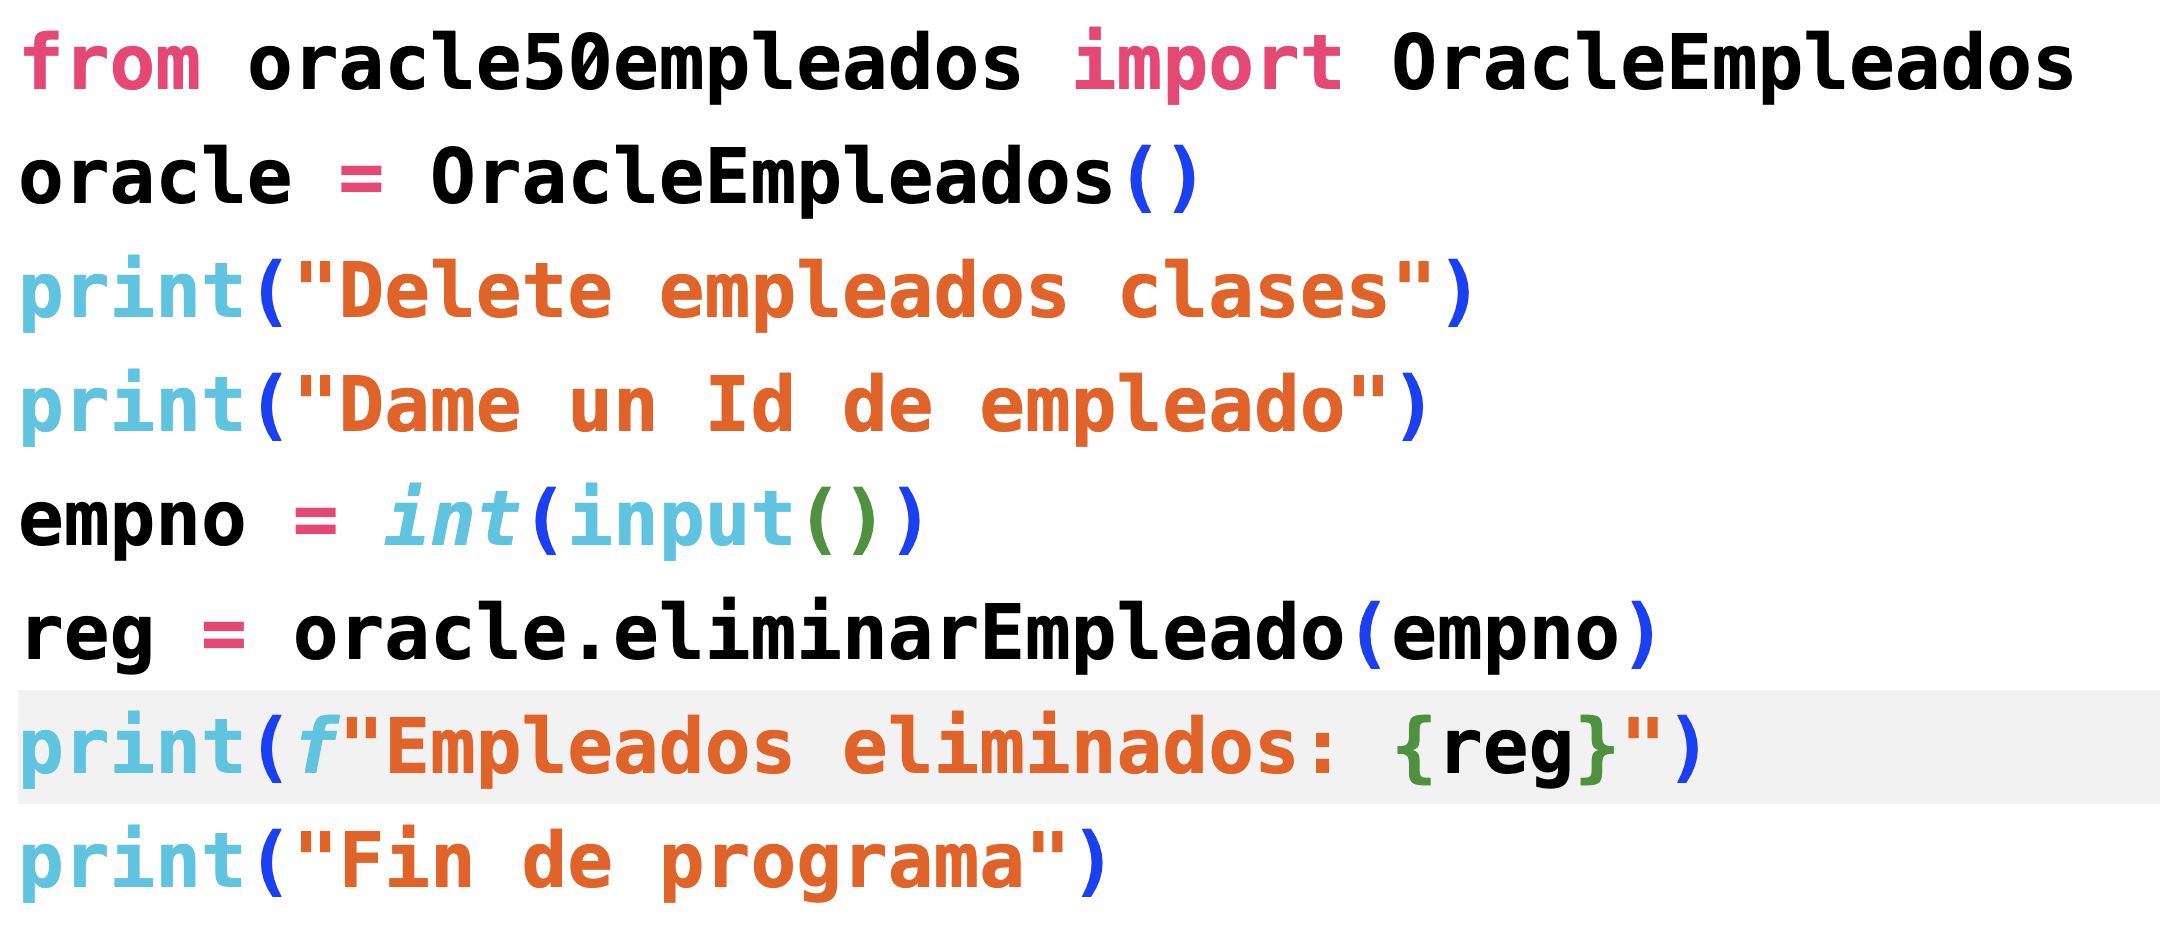 from oracle50empleados import OracleEmpleados
oracle = OracleEmpleados()
print("Delete empleados clases")
print("Dame un Id de empleado")
empno = int(input())
reg = oracle.eliminarEmpleado(empno)
print(f"Empleados eliminados: {reg}")
print("Fin de programa")